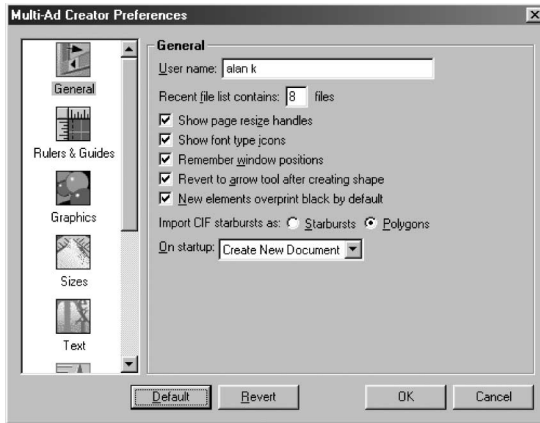 Multi-Ad Creator Preferences
General
Rulers & Guides
Graphics
Sizes
Text
General
User name: alan k
Recent file list contains: 8 files
Show page resize handles
Show font type icons
Remember window positions
Revert to arrow tool after creating shape
New elements overprint black by default
Import CIF starbursts as: Starbursts Polygons
On startup: Create New Document
Default Revert OK Cancel